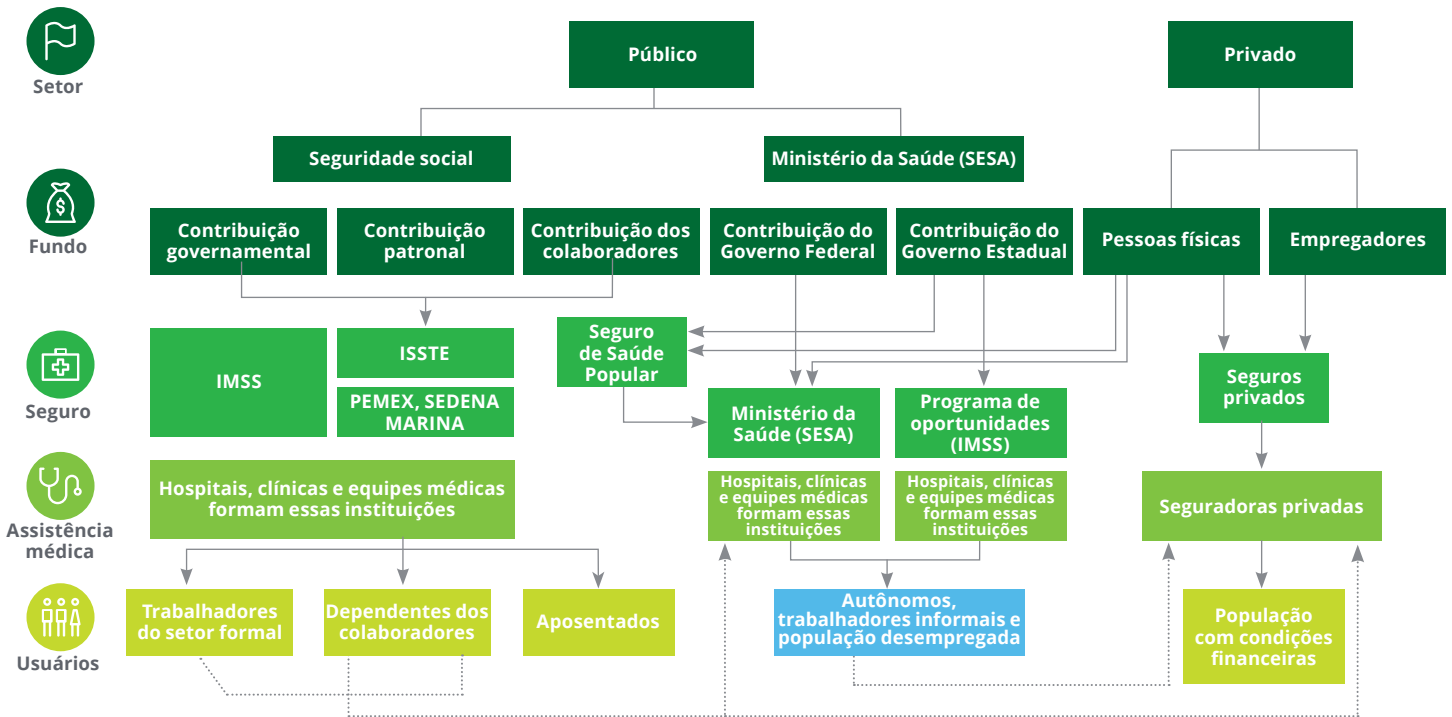 Setor
Público
Privado
Seguridade social
Ministério da Saúde (SESA)
Fundo
Contribuição
governamental
Contribuição
patronal
Contribuição dos
colaboradores
Contribuição do
Governo Federal
Contribuição do
Governo Estadual
Pessoas físicas
Empregadores
Seguro
IMSS
ISSTE
PEMEX, SEDENA
MARINA
Seguro
de Saúde
Popular
Ministério da
Saúde (SESA)
Programa de
oportunidades
(IMSS)
Seguros
privados
Assistência
médica
Hospitais, clínicas e equipes médicas
formam essas instituições
Hospitais, clínicas
e equipes médicas
formam essas
instituições
Hospitais, clínicas
e equipes médicas
formam essas
instituições
Seguradoras privadas
Usuários
Trabalhadores
do setor formal
Dependentes dos
colaboradores
Aposentados
Autônomos,
trabalhadores informais e
população desempregada
População
com condições
financeiras